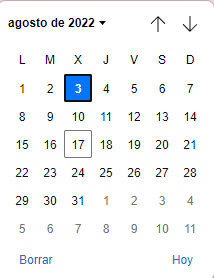 agosto de 2022
L M X J V S D
1 2 3 4 5 6 7
8 9 10 11 12 13 14
15 16 17 18 19 20 21
22 23 24 25 26 27 28
29 30 31 1 2 3 4
5 6 7 8 9 10 11
Borrar Hoy